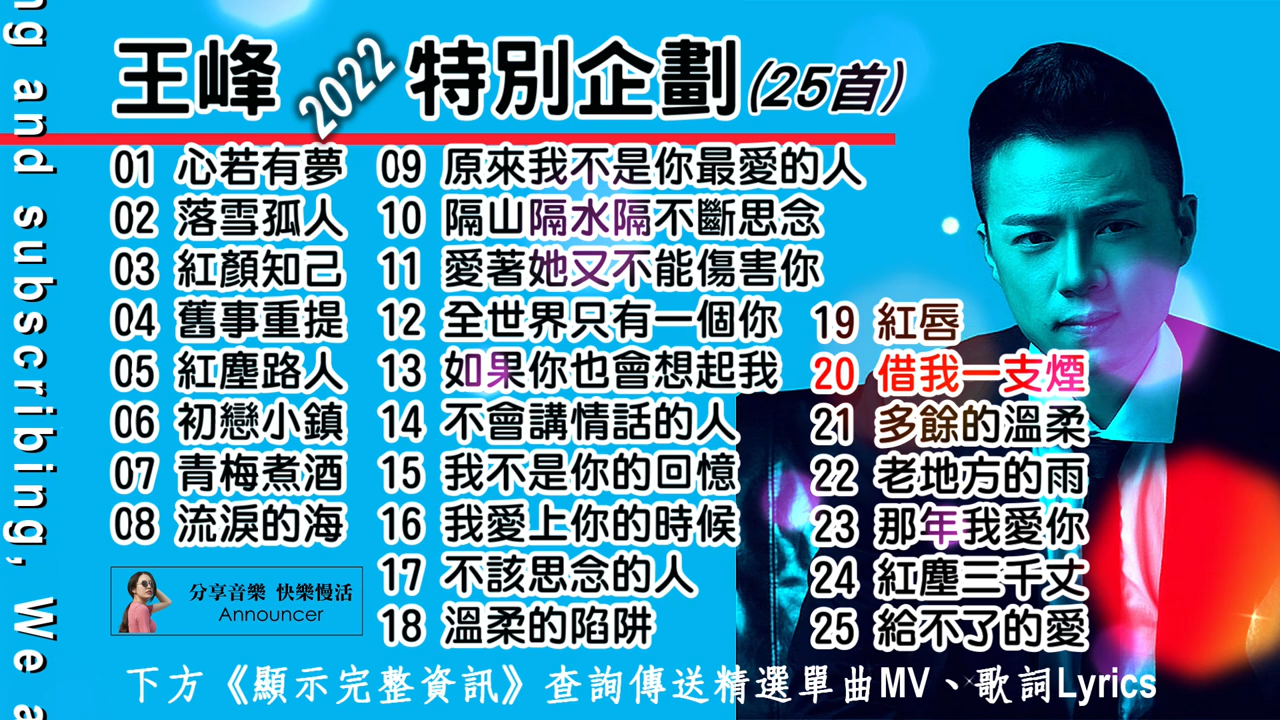 ng and subscribing, We a
王峰 2022 特別企劃 (25首)
01 心若有夢
02 落雪孤人
03 紅顏知己
04 舊事重提
05 紅塵路人
06 初戀小鎮
07 青梅煮酒
08 流淚的海
09 原來我不是你最愛的人
10 隔山隔水隔不斷思念
11 愛著她又不能傷害你
12 全世界只有一個你
13 如果你也會想起我
14 不會講情話的人
15 我不是你的回憶
16 我愛上你的時候
17 不該思念的人
18 溫柔的陷阱
19 紅唇
20 借我一支煙
21 多餘的溫柔
22 老地方的雨
23 那年我愛你
24 紅塵三千丈
25 給不了的愛
分享音樂 快樂慢活
Announcer
下方《顯示完整資訊》查詢傳送精選單曲MV、歌詞Lyrics